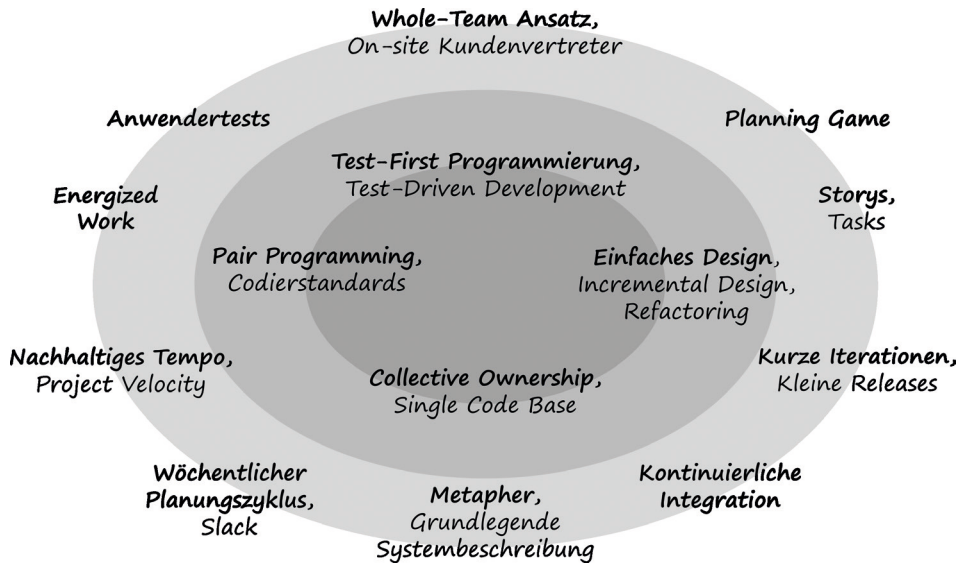 Whole-Team Ansatz,
On-site Kundenvertreter
Anwendertests
Planning Game
Test-First Programmierung,
Test-Driven Development
Energized
Work
Storys,
Tasks
Pair Programming,
Codierstandards
Einfaches Design,
Incremental Design,
Refactoring
Nachhaltiges Tempo,
Project Velocity
Kurze Iterationen,
Kleine Releases
Collective Ownership,
Single Code Base
Wöchentlicher
Planungszyklus,
Slack
Metapher,
Grundlegende
Systembeschreibung
Kontinuierliche
Integration